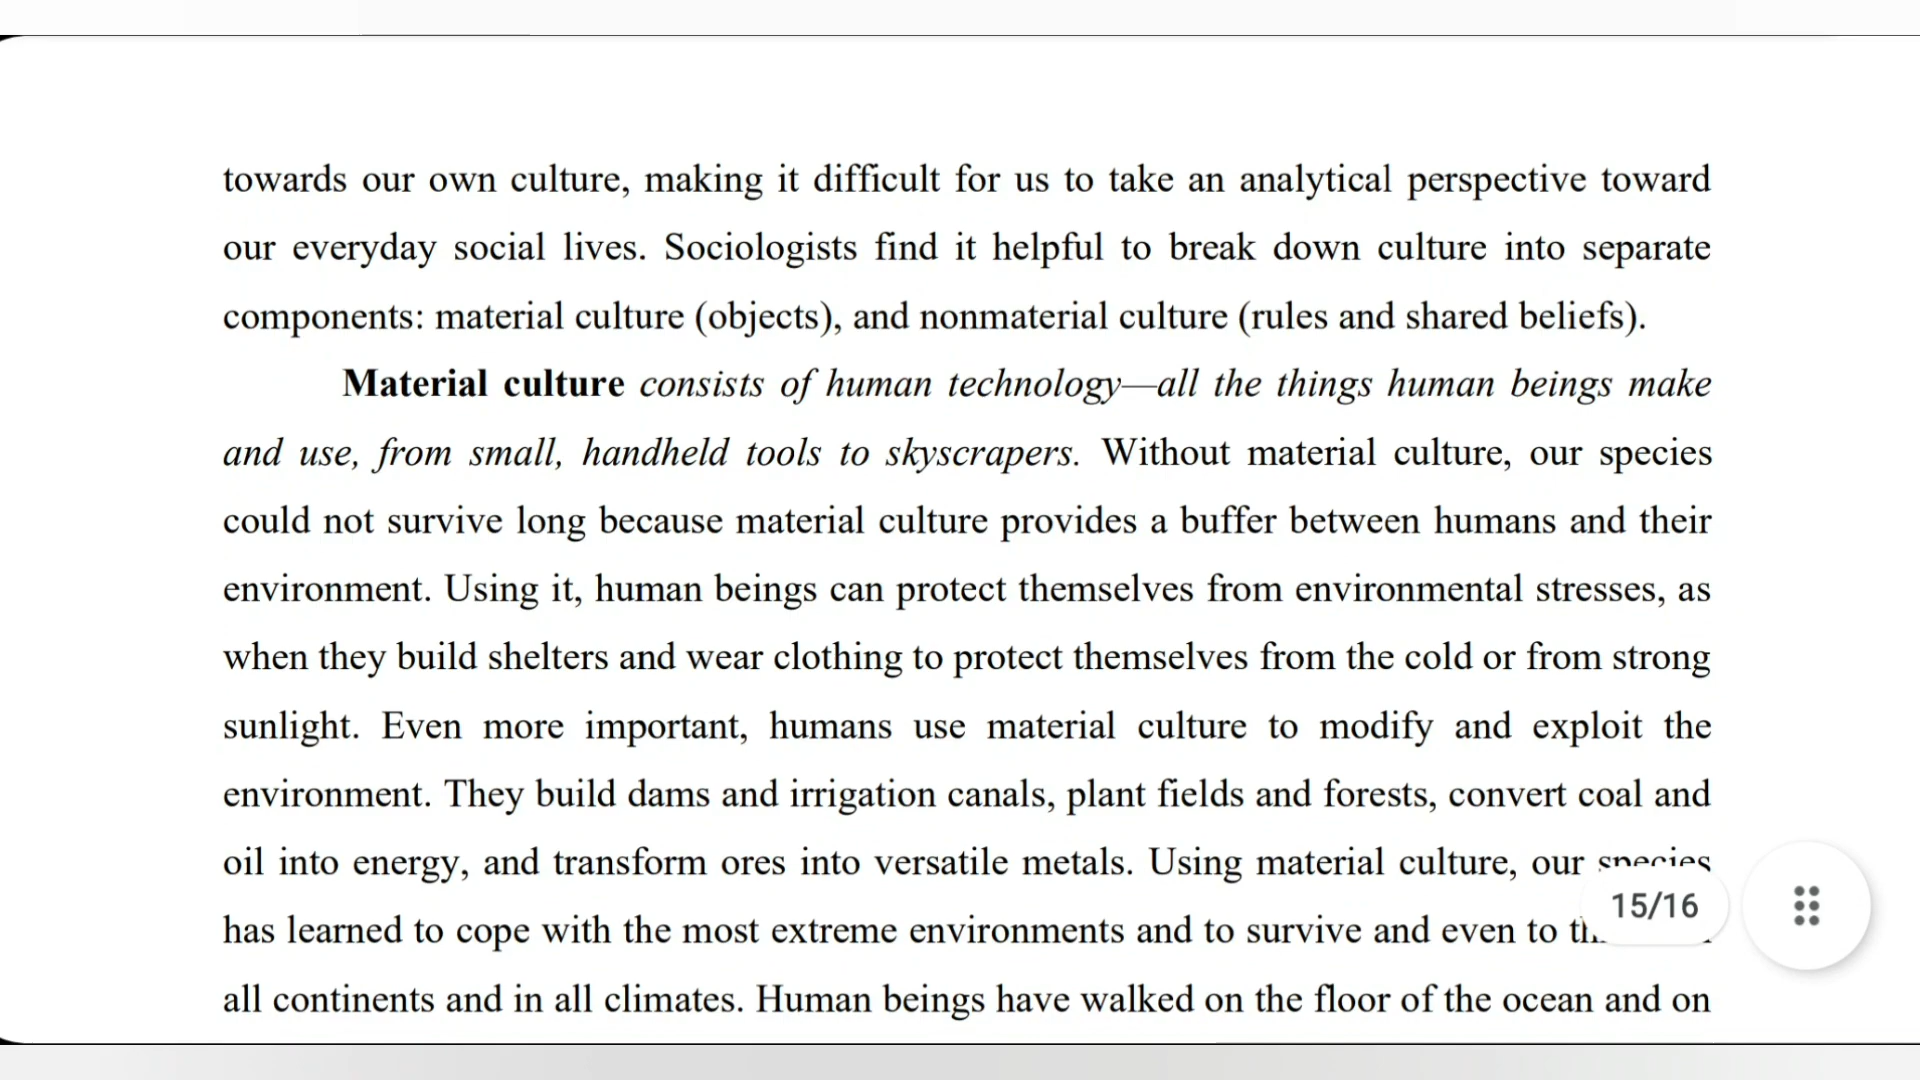 towards our own culture, making it difficult for us to take an analytical perspective toward
our everyday social lives. Sociologists find it helpful to break down culture into separate
components: material culture (objects), and nonmaterial culture (rules and shared beliefs).
Material culture consists of human technology—all the things human beings make
and use, from small, handheld tools to skyscrapers. Without material culture, our species
could not survive long because material culture provides a buffer between humans and their
environment. Using it, human beings can protect themselves from environmental stresses, as
when they build shelters and wear clothing to protect themselves from the cold or from strong
sunlight. Even more important, humans use material culture to modify and exploit the
environment. They build dams and irrigation canals, plant fields and forests, convert coal and
oil into energy, and transform ores into versatile metals. Using material culture, our species
has learned to cope with the most extreme environments and to survive and even to
15/16
all continents and in all climates. Human beings have walked on the floor of the ocean and on